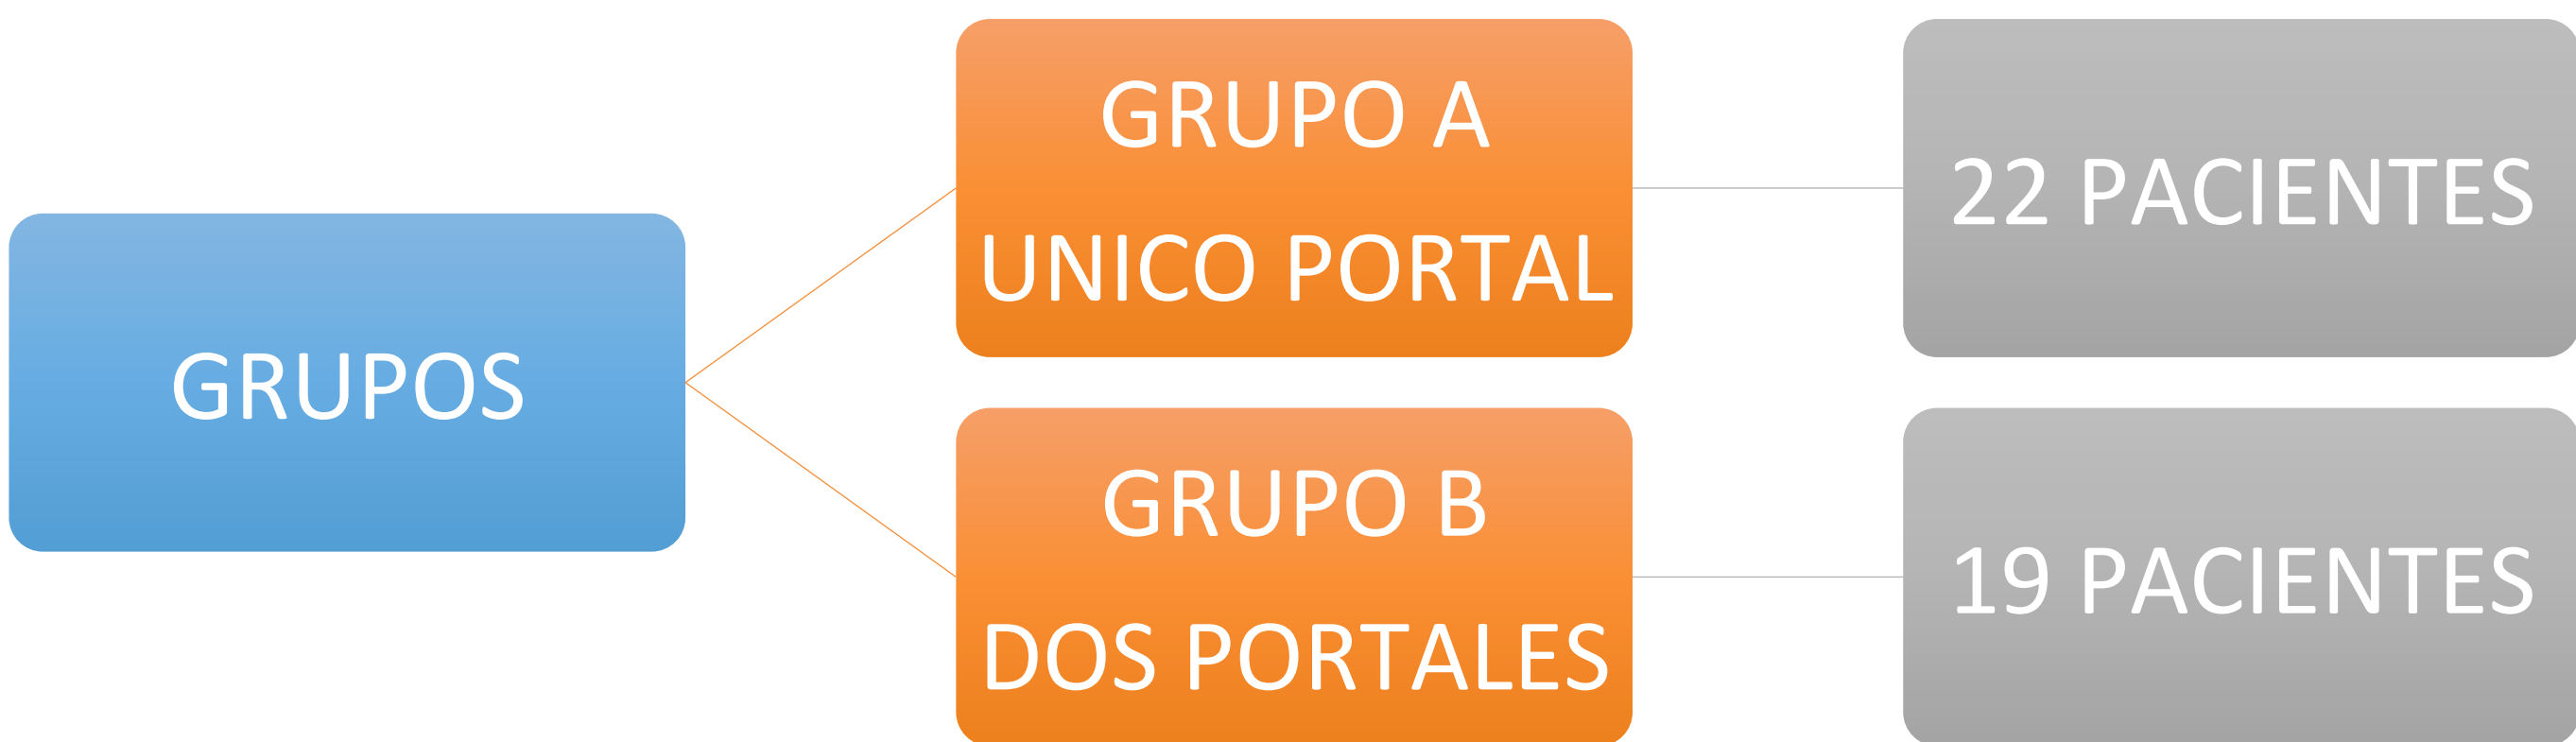 GRUPOS
GRUPO A
UNICO PORTAL
22 PACIENTES
GRUPO B
DOS PORTALES
19 PACIENTES